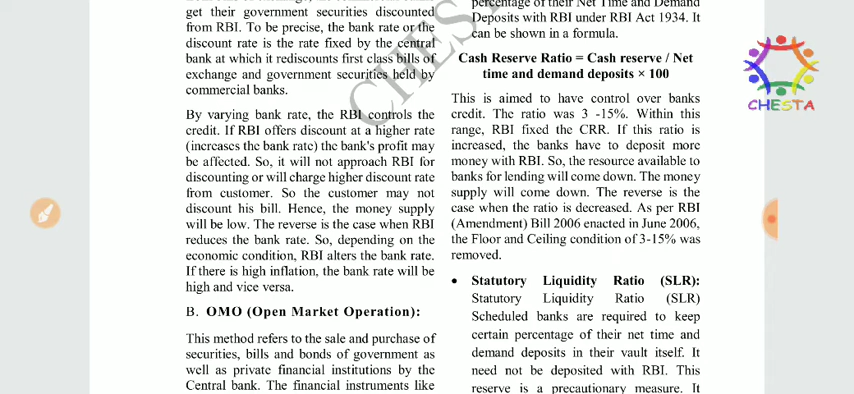 get their government securities discounted
from RBI. To be precise, the bank rate or the
discount rate is the rate fixed by the central
bank at which it rediscounts first class bills of
exchange and government securities held by
commercial banks.
By varying bank rate, the RBI controls the
credit. If RBI offers discount at a higher rate
(increases the bank rate) the bank's profit may
be affected. So, it will not approach RBI for
discounting or will charge higher discount rate
from customer. So the customer may not
discount his bill. Hence, the money supply
will be low. The reverse is the case when RBI
reduces the bank rate. So, depending on the
economic condition, RBI alters the bank rate.
If there is high inflation, the bank rate will be
high and vice versa.
B. OMO (Open Market Operation):
This method refers to the sale and purchase of
securities, bills and bonds of government as
well as private financial institutions by the
Central bank. The financial instruments like
percentage of their Net Time and Demand
Deposits with RBI under RBI Act 1934. It
can be shown in a formula.
Cash Reserve Ratio = Cash reserve / Net
time and demand deposits × 100
This is aimed to have control over banks
credit. The ratio was 3 -15%. Within this
range, RBI fixed the CRR. If this ratio is
increased, the banks have to deposit more
money with RBI. So, the resource available to
banks for lending will come down. The money
supply will come down. The reverse is the
case when the ratio is decreased. As per RBI
(Amendment) Bill 2006 enacted in June 2006,
the Floor and Ceiling condition of 3-15% was
removed.
• Statutory Liquidity Ratio (SLR):
Statutory Liquidity Ratio (SLR)
Scheduled banks are required to keep
certain percentage of their net time and
demand deposits in their vault itself. It
need not be deposited with RBI. This
reserve is a precautionary measure. It
CHEST
CHESTA